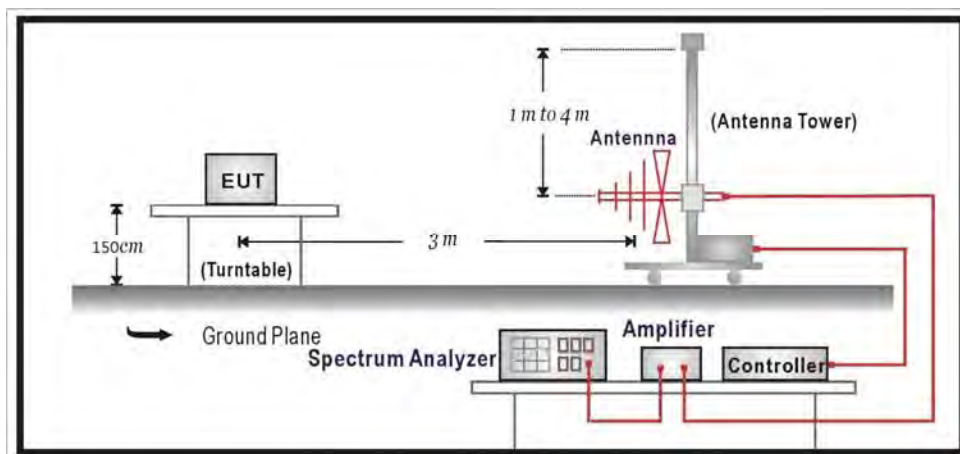 1 m to 4 m
(Antenna Tower)
Antennna
EUT
150cm
3 m
(Turntable)
Ground Plane
Amplifier
Spectrum Analyzer
Controller